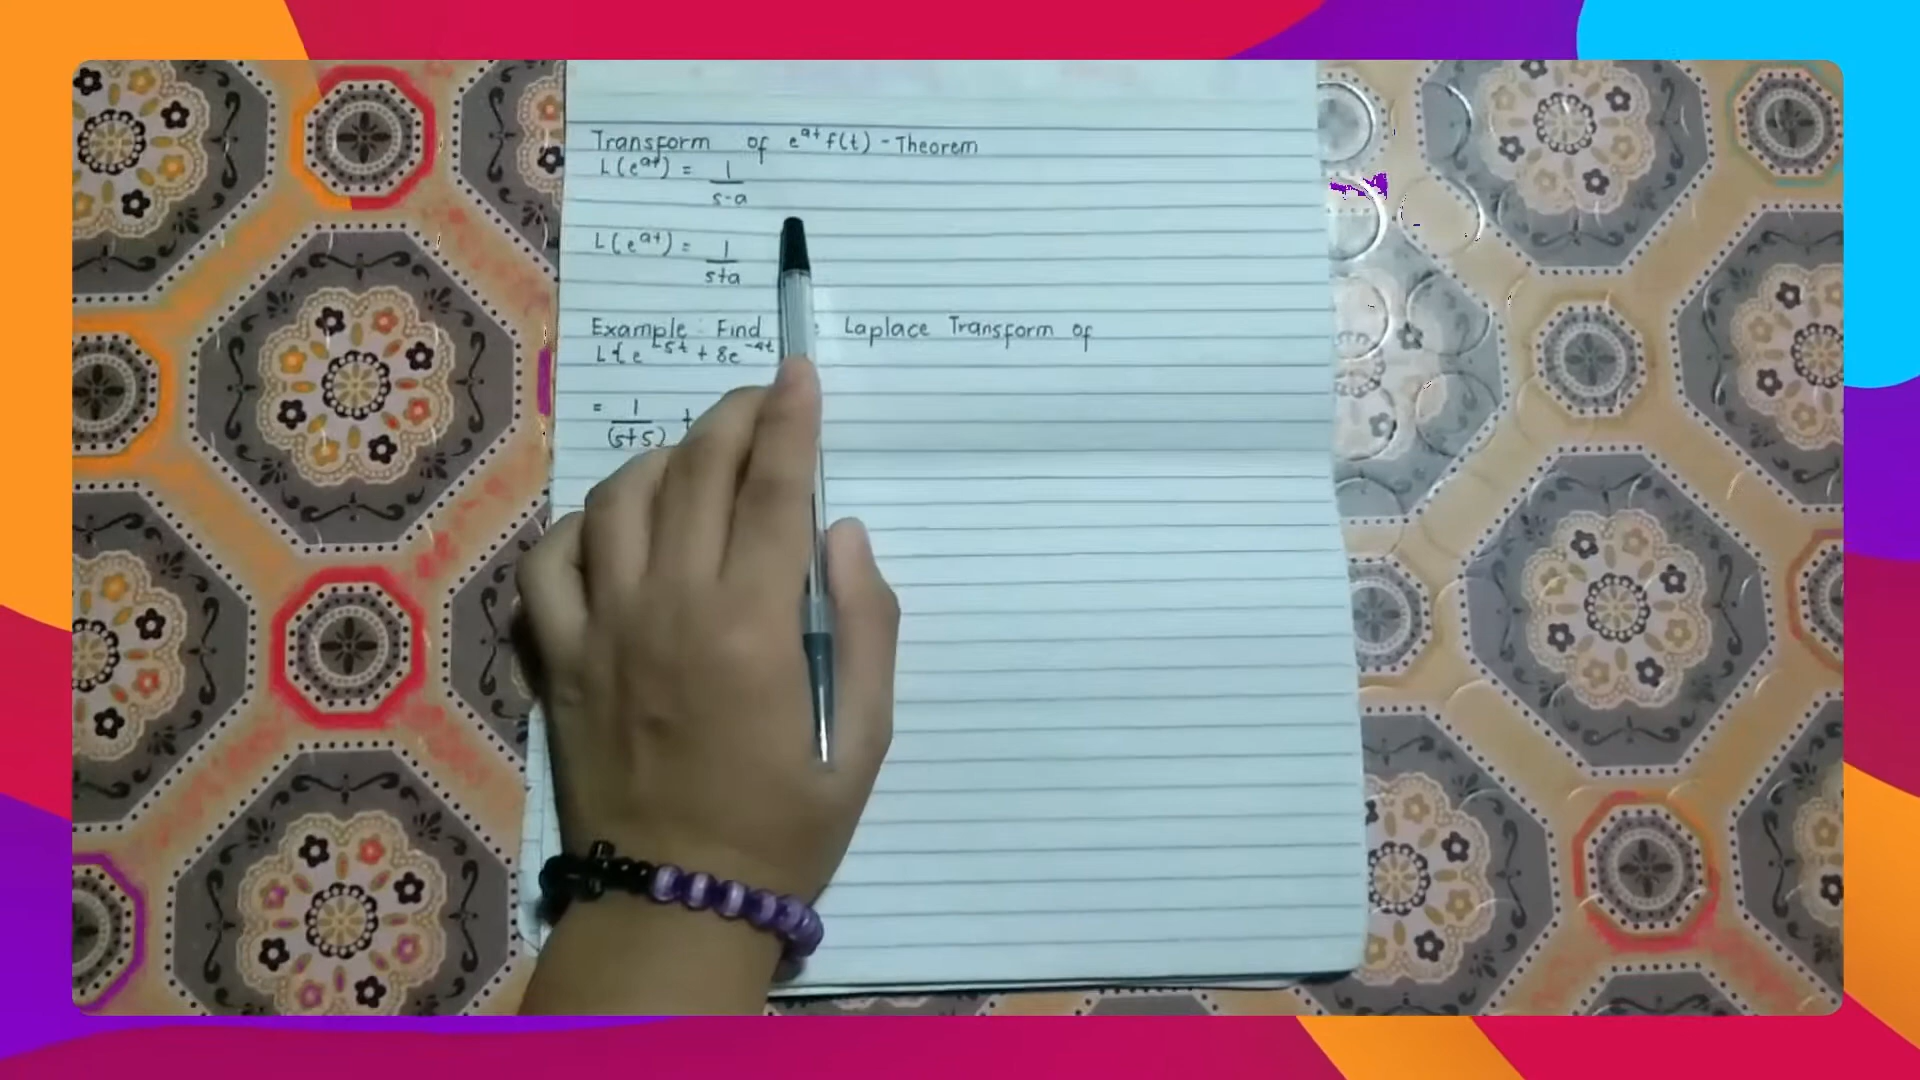 Transform of e^at f(t) - Theorem
L(e^at) = 1/s-a
L(e^at) = 1/s+a
Example: Find Laplace Transform of
L{e^-5t + 8e^-4t
= 1/(s+5) +